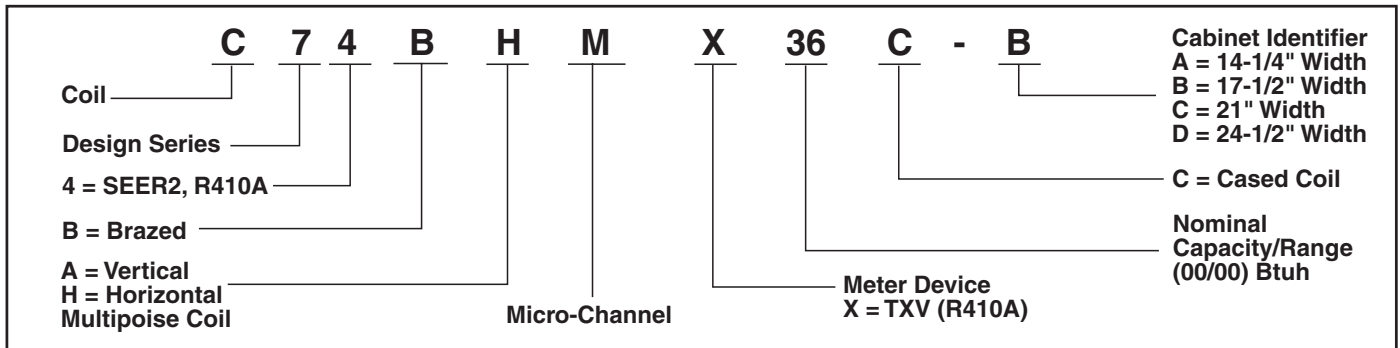 C 7 4 B H M X 36 C - B
Coil
Design Series
4 = SEER2, R410A
B = Brazed
A = Vertical
H = Horizontal
Multipoise Coil
Micro-Channel
Meter Device
X = TXV (R410A)
Cabinet Identifier
A = 14-1/4" Width
B = 17-1/2" Width
C = 21" Width
D = 24-1/2" Width
C = Cased Coil
Nominal
Capacity/Range
(00/00) Btuh